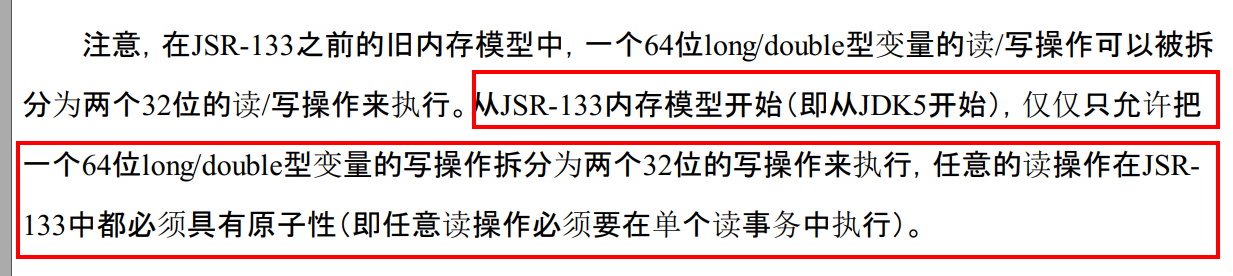 注意，在JSR-133之前的旧内存模型中，一个64位long/double型变量的读/写操作可以被拆
分为两个32位的读/写操作来执行。从JSR-133内存模型开始（即从JDK5开始），仅仅只允许把
一个64位long/double型变量的写操作拆分为两个32位的写操作来执行，任意的读操作在JSR-
133中都必须具有原子性（即任意读操作必须要在单个读事务中执行）。